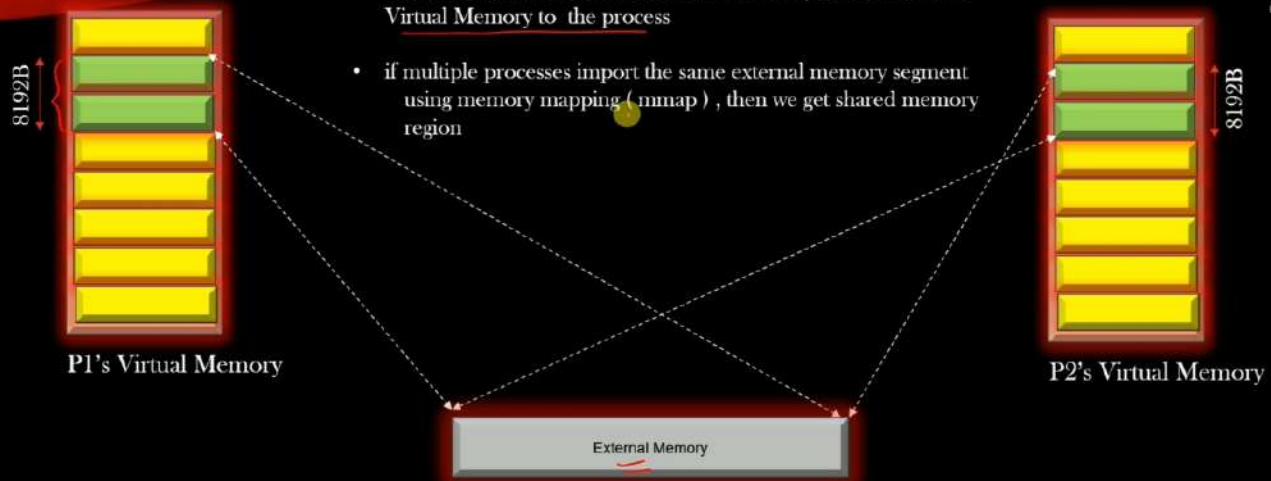 Virtual Memory to the process
• if multiple processes import the same external memory segment
using memory mapping ( mmap ) , then we get shared memory
region
8192B
8192B
P1's Virtual Memory
P2's Virtual Memory
External Memory